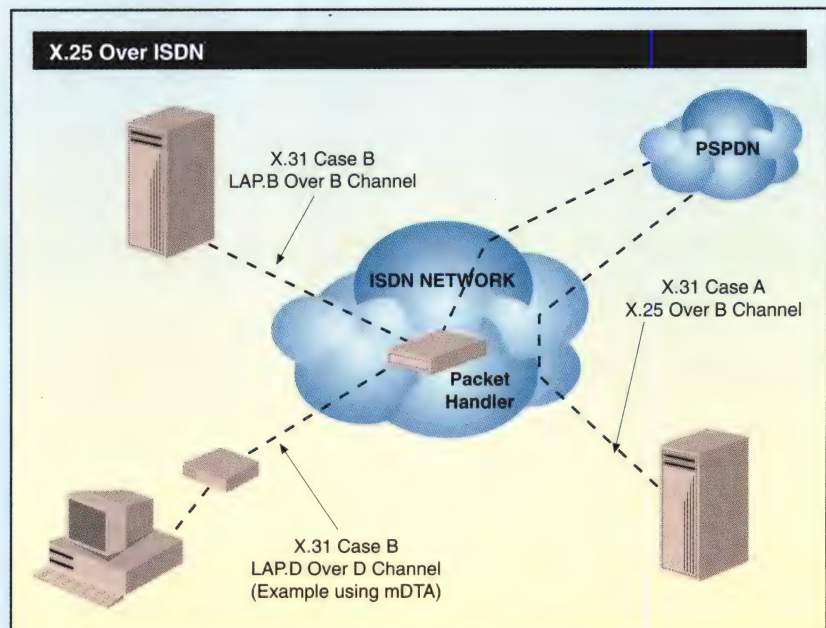 X.25 Over ISDN
X.31 Case B
LAP.B Over B Channel
PSPDN
ISDN NETWORK
X.31 Case A
X.25 Over B Channel
Packet
Handler
X.31 Case B
LAP.D Over D Channel
(Example using mDTA)